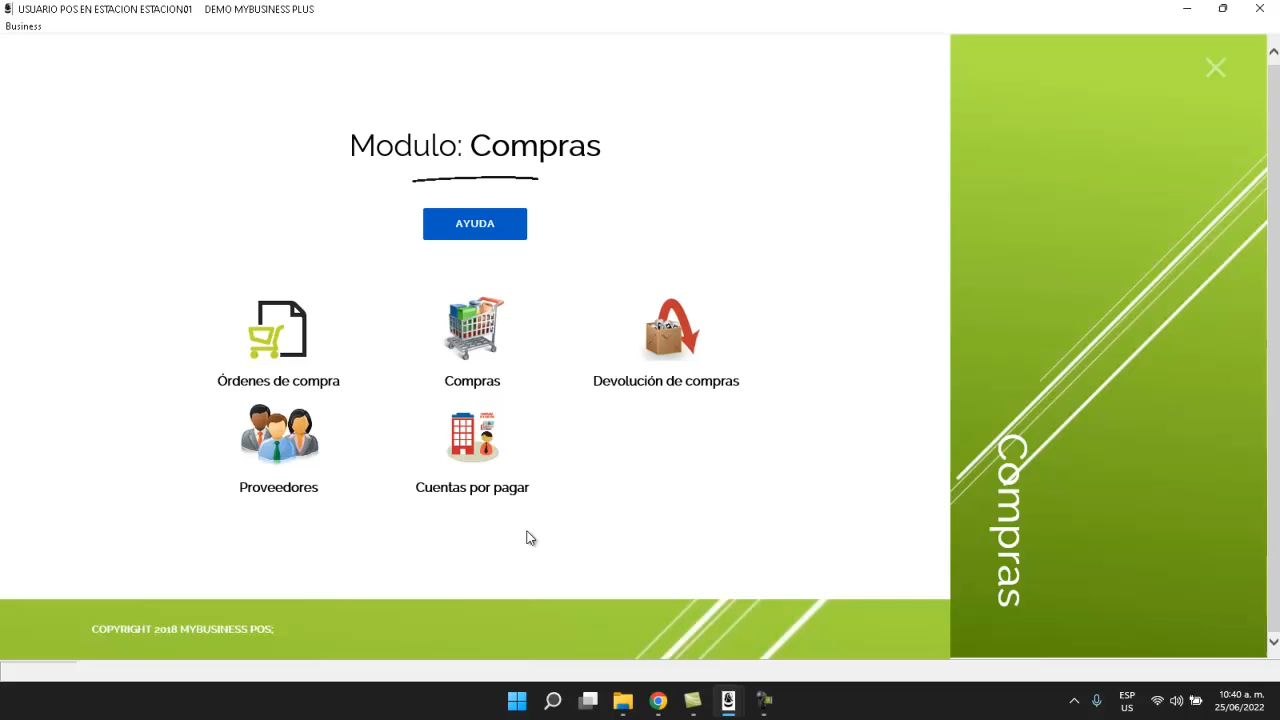 USUARIO POS EN ESTACION ESTACION01 DEMO MYBUSINESS PLUS
Business
Modulo: Compras
AYUDA
Órdenes de compra
Compras
Devolución de compras
Proveedores
Cuentas por pagar
Compras
COPYRIGHT 2018 MYBUSINESS POS;
ESP
US
10:40 a. m.
25/06/2022